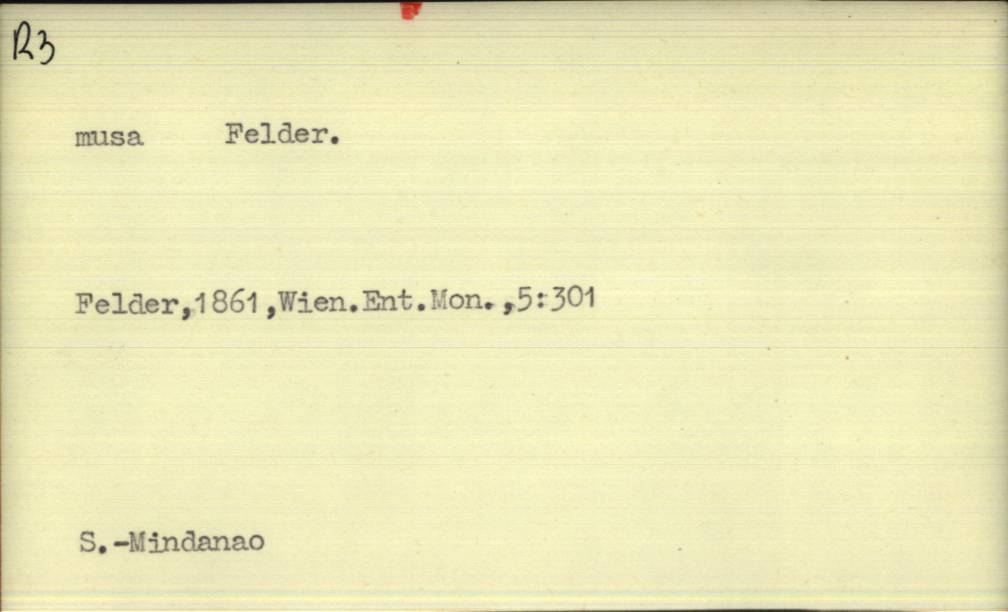 R3
musa Felder.
Felder,1861,Wien.Ent.Mon.,5:301
S.-Mindanao